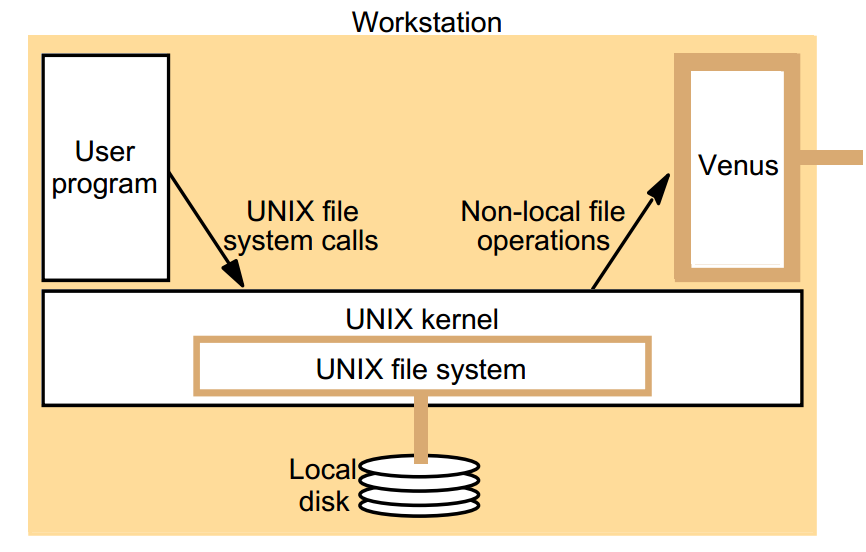 Workstation
User
program
UNIX file
system calls
Non-local file
operations
Venus
UNIX kernel
UNIX file system
Local
disk